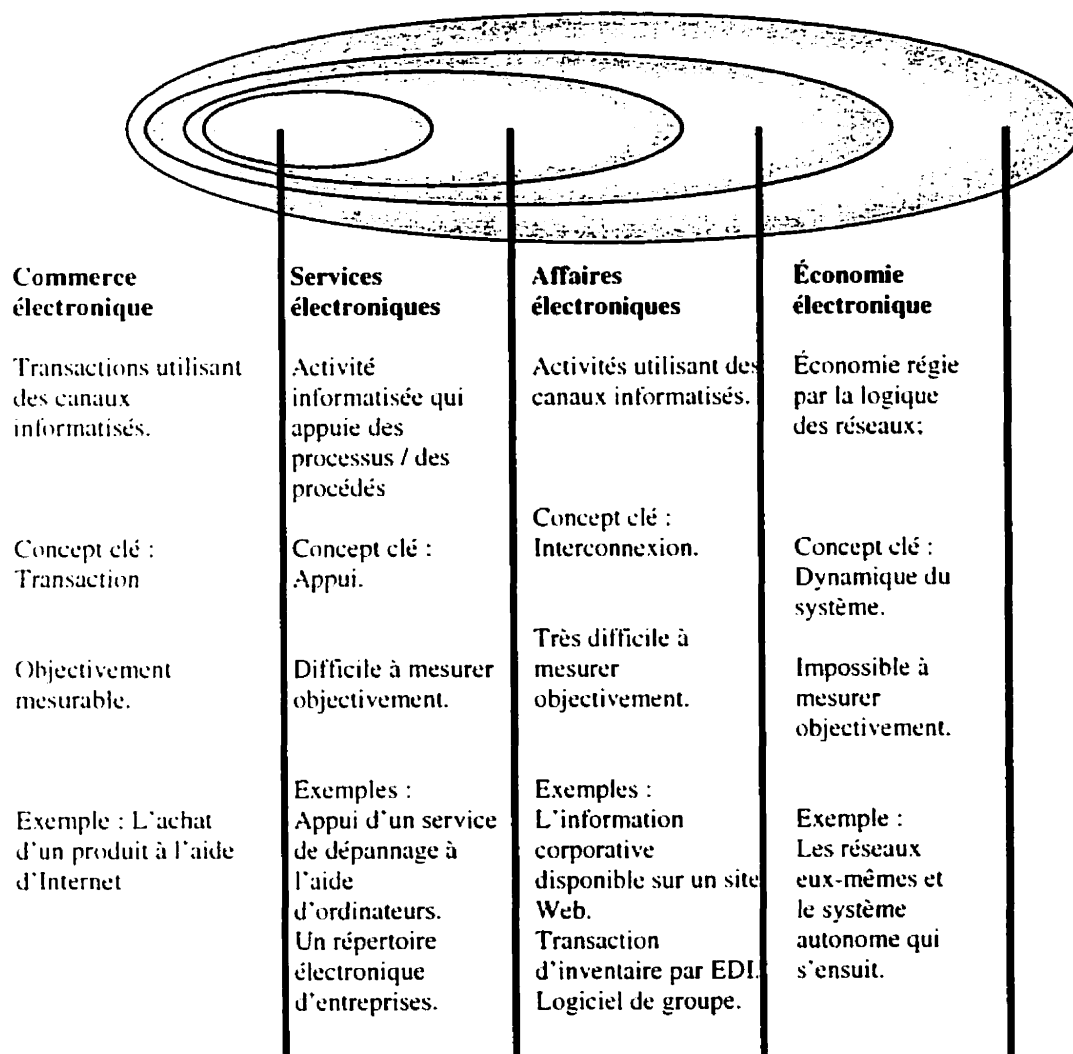 Commerce
électronique
Transactions utilisant
des canaux
informatisés.
Concept clé :
Transaction
Objectivement
mesurable.
Exemple : L'achat
d'un produit à l'aide
d'Internet
Services
électroniques
Activité
informatisée qui
appuie des
processus / des
procédés
Concept clé :
Appui.
Difficile à mesurer
objectivement.
Exemples :
Appui d'un service
de dépannage à
l'aide
d'ordinateurs.
Un répertoire
électronique
d'entreprises.
Affaires
électroniques
Activités utilisant des
canaux informatisés.
Concept clé :
Interconnexion.
Très difficile à
mesurer
objectivement.
Exemples :
L'information
corporative
disponible sur un site
Web.
Transaction
d'inventaire par EDI.
Logiciel de groupe.
Économie
électronique
Économie régie
par la logique
des réseaux;
Concept clé :
Dynamique du
système.
Impossible à
mesurer
objectivement.
Exemple :
Les réseaux
eux-mêmes et
le système
autonome qui
s'ensuit.